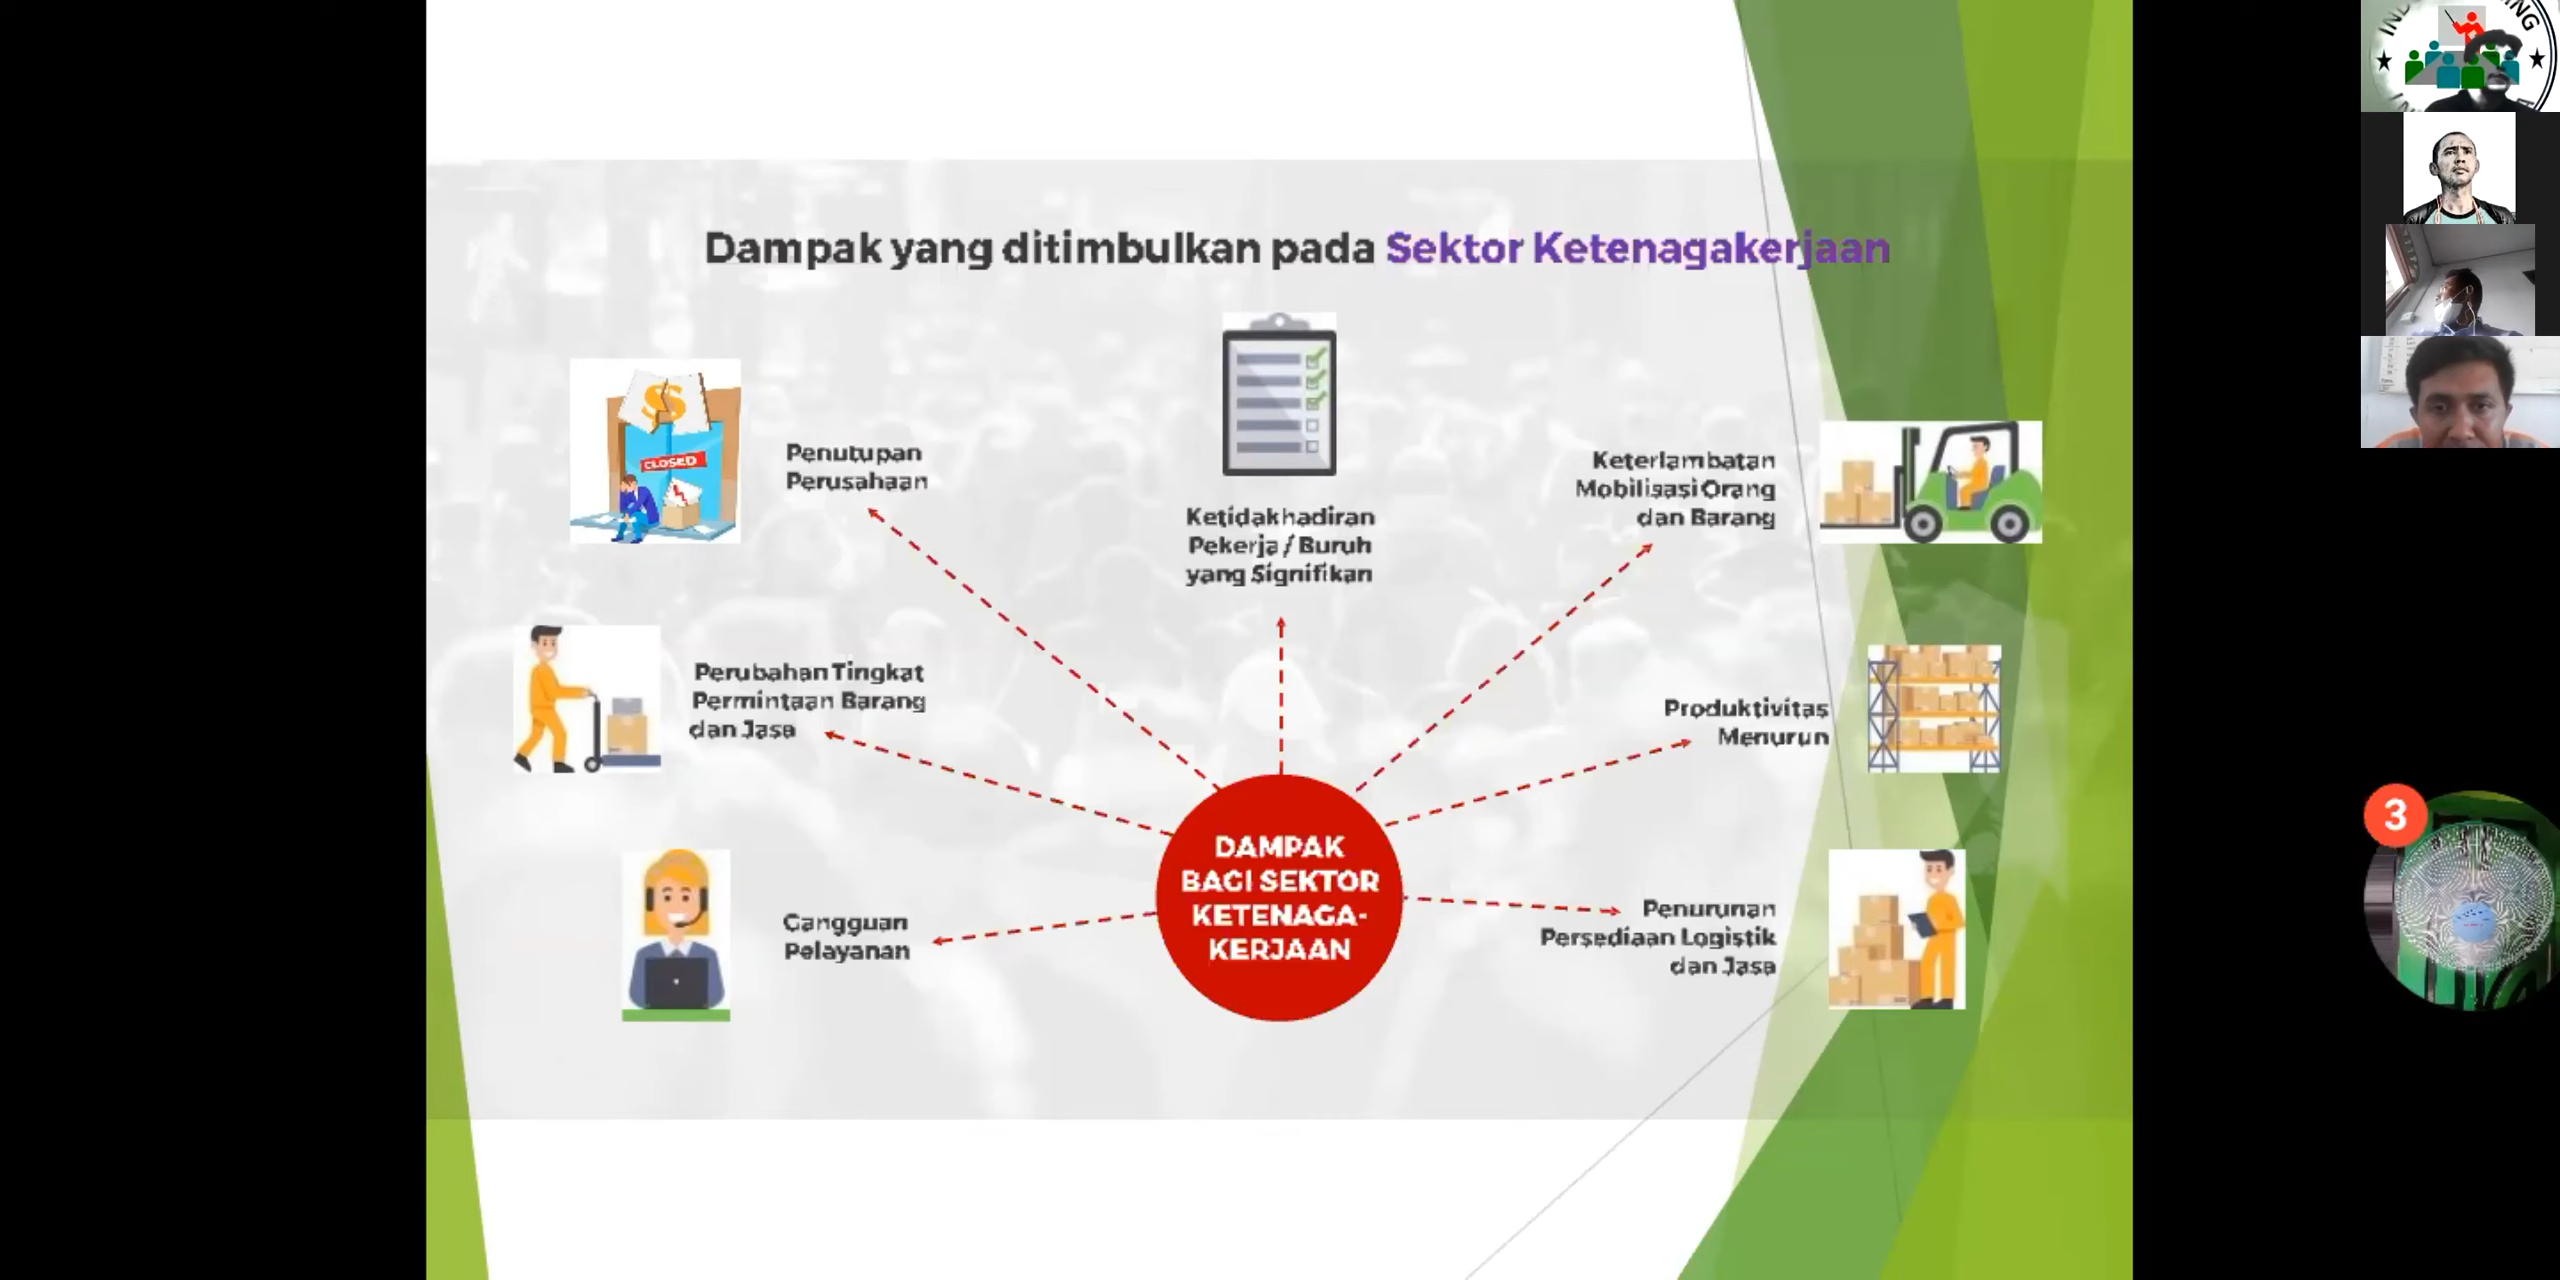 Dampak yang ditimbulkan pada Sektor Ketenagakerjaan
CLOSED
Penutupan
Perusahaan
Ketidakhadiran
Pekerja / Buruh
yang Signifikan
Keterlambatan
Mobilisasi Orang
dan Barang
Perubahan Tingkat
Permintaan Barang
dan Jasa
Produktivitas
Menurun
Gangguan
Pelayanan
DAMPAK
BAGI SEKTOR
KETENAGA-
KERJAAN
Penurunan
Persediaan Logistik
dan Jasa
3